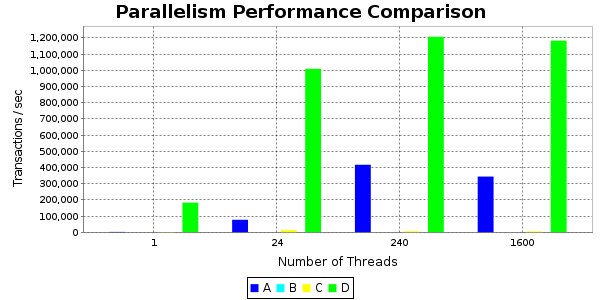 Parallelism Performance Comparison
Transactions / sec
1,200,000
1,100,000
1,000,000
900,000
800,000
700,000
600,000
500,000
400,000
300,000
200,000
100,000
0
1 24 240 1600
Number of Threads
A B C D